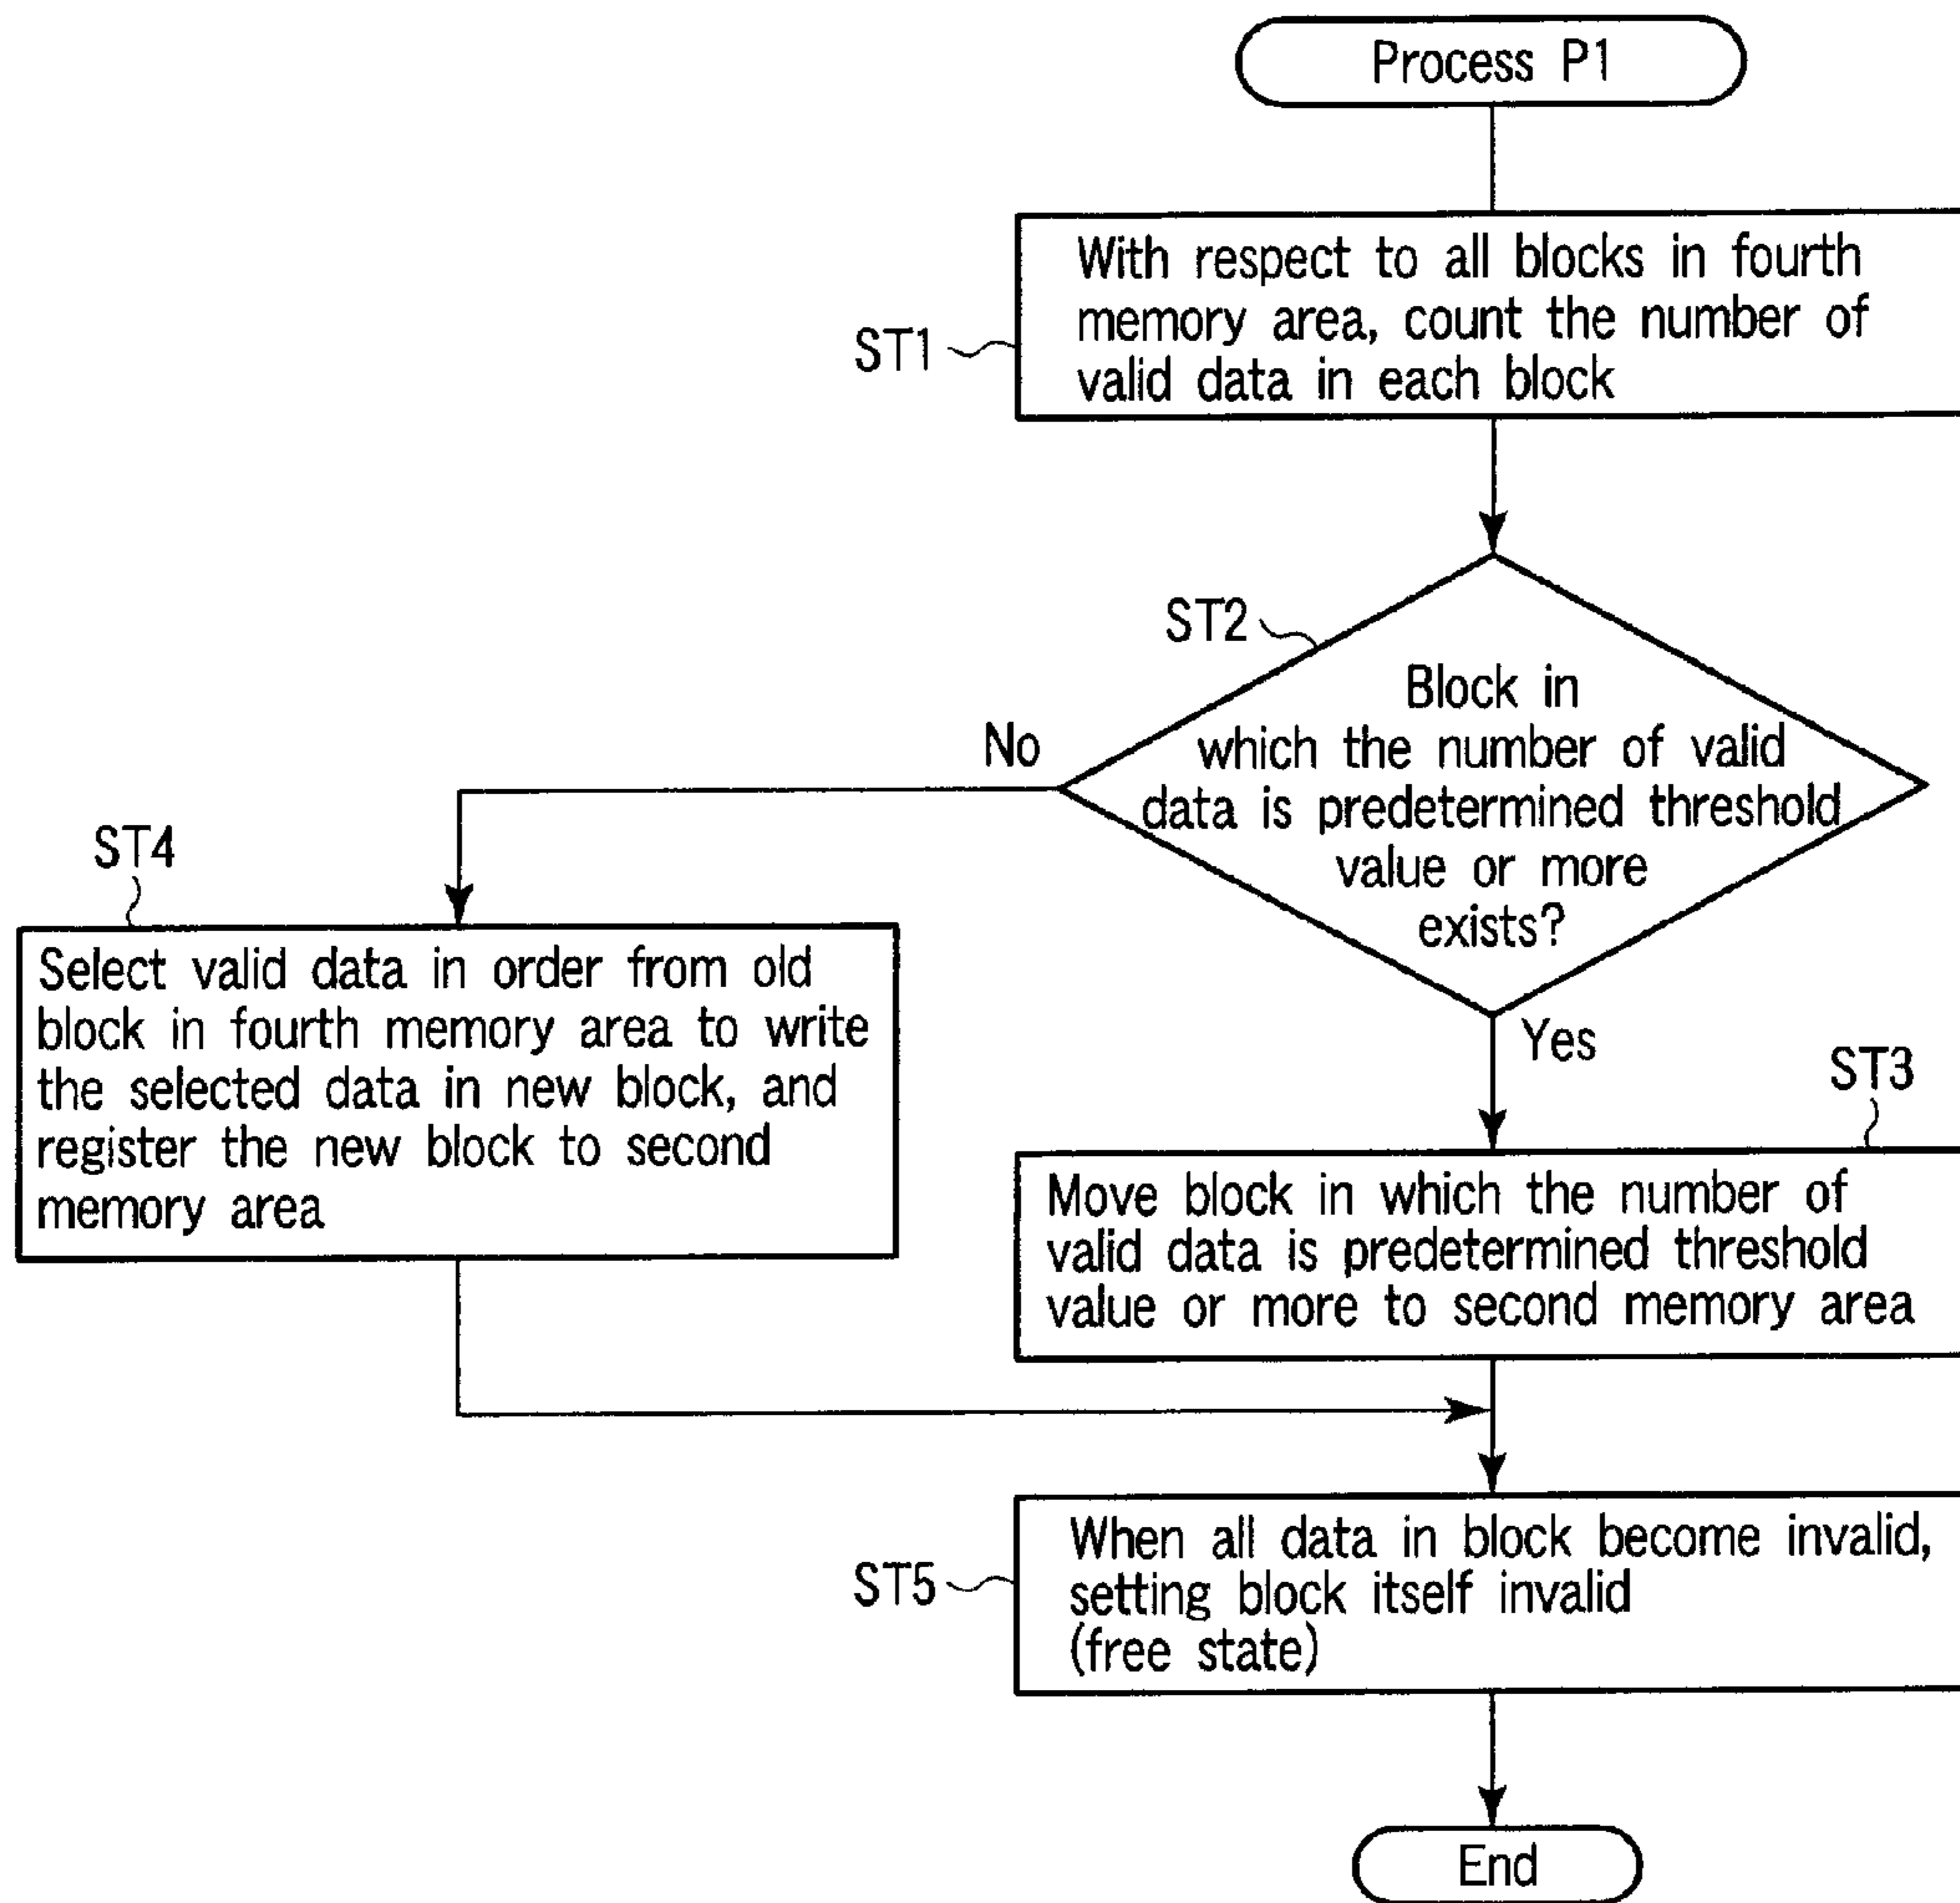 Process P1
With respect to all blocks in fourth
memory area, count the number of
valid data in each block
ST1
ST2
Block in
which the number of valid
data is predetermined threshold
value or more
exists?
No
Yes
ST4
Select valid data in order from old
block in fourth memory area to write
the selected data in new block, and
register the new block to second
memory area
ST3
Move block in which the number of
valid data is predetermined threshold
value or more to second memory area
ST5
When all data in block become invalid,
setting block itself invalid
(free state)
End